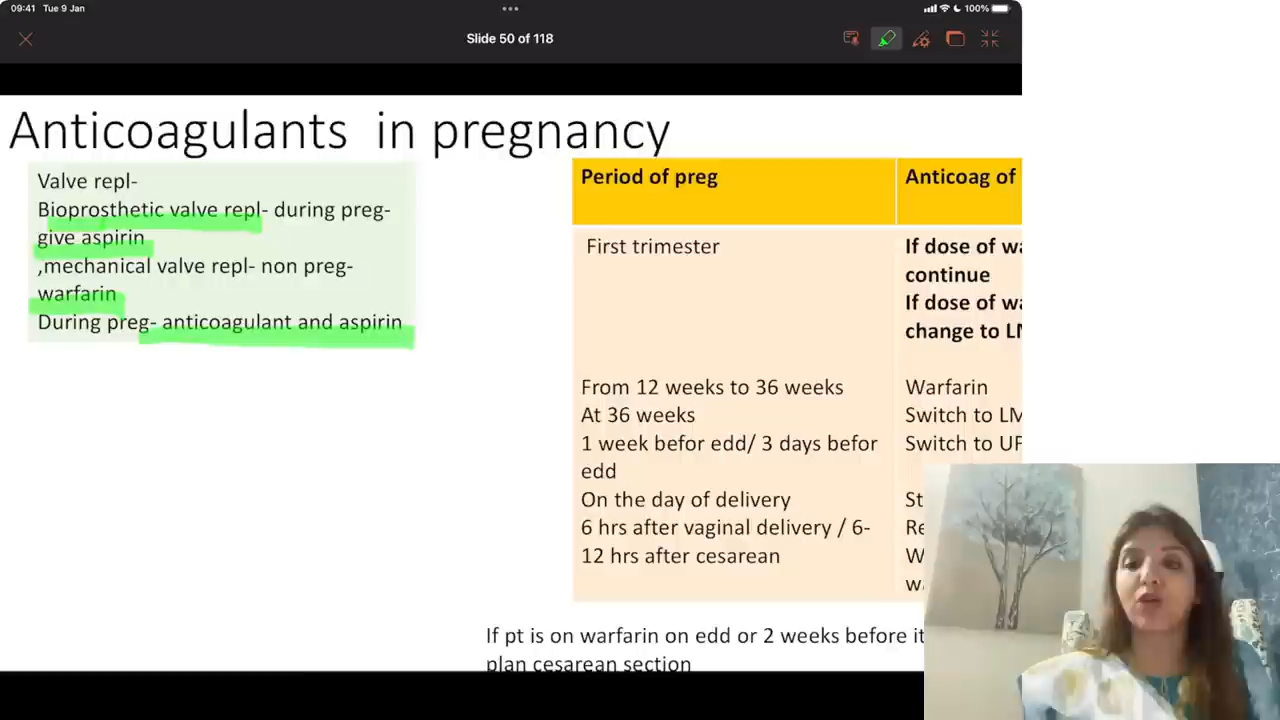 09:41 Tue 9 Jan
100%
Slide 50 of 118
Anticoagulants in pregnancy
Valve repl-
Bioprosthetic valve repl- during preg-
give aspirin
,mechanical valve repl- non preg-
warfarin
During preg- anticoagulant and aspirin
Period of preg
Anticoag of
First trimester
If dose of wa
continue
If dose of wa
change to LM
From 12 weeks to 36 weeks
Warfarin
At 36 weeks
Switch to LM
1 week befor edd/ 3 days befor
Switch to UF
edd
On the day of delivery
St
6 hrs after vaginal delivery / 6-
Re
12 hrs after cesarean
W
wa
If pt is on warfarin on edd or 2 weeks before it
plan cesarean section